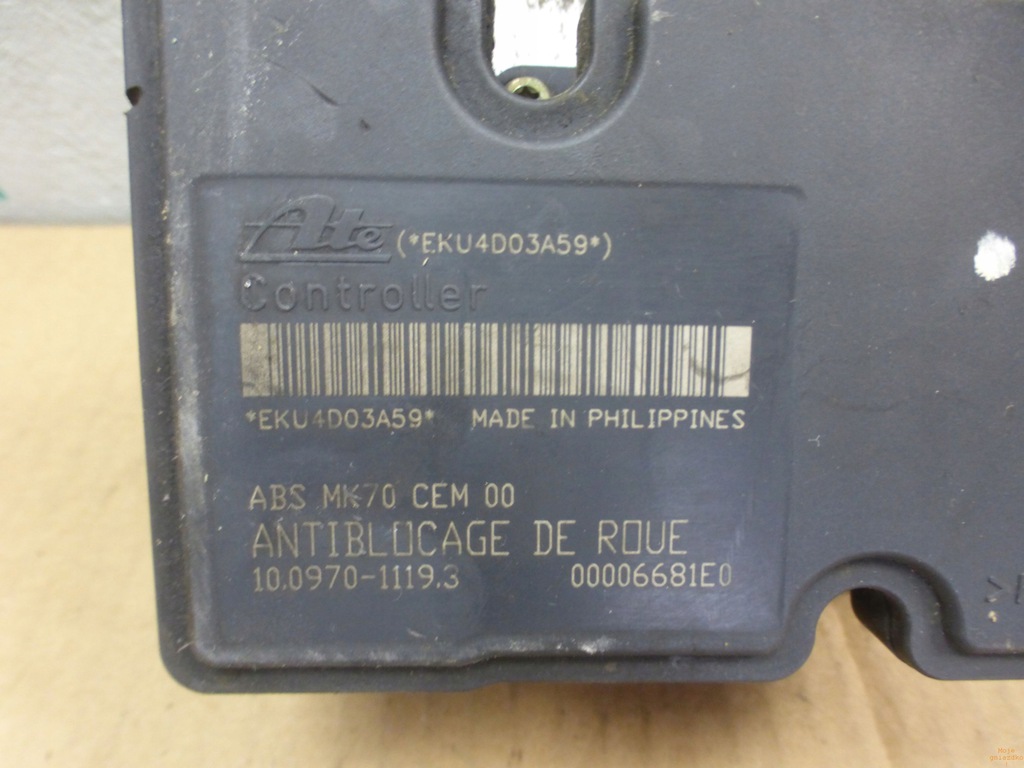 Ate (*EKU4D03A59*)
Controller
*EKU4D03A59* MADE IN PHILIPPINES
ABS MK70 CEM 00
ANTIBLOCAGE DE ROUE
10.0970-1119.3 00006681E0